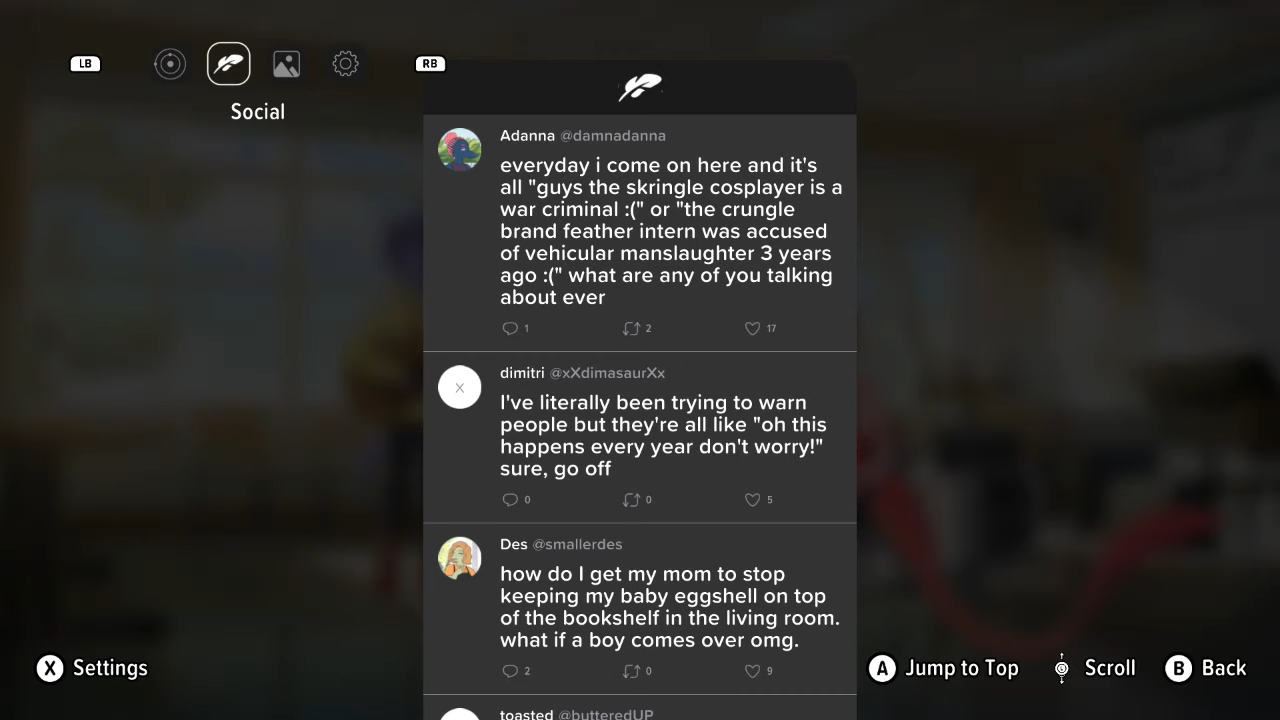 LB
RB
Social
Adanna @damnadanna
everyday i come on here and it's
all "guys the skringle cosplayer is a
war criminal :(" or "the crungle
brand feather intern was accused
of vehicular manslaughter 3 years
ago :(" what are any of you talking
about ever
1 2 17
X
dimitri @xXdimasaurXx
I've literally been trying to warn
people but they're all like "oh this
happens every year don't worry!"
sure, go off
0 0 5
Des @smallerdes
how do I get my mom to stop
keeping my baby eggshell on top
of the bookshelf in the living room.
what if a boy comes over omg.
2 0 9
toasted @butteredUP
X Settings
A Jump to Top
Scroll
B Back